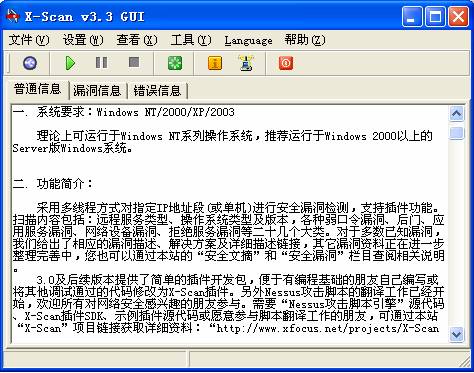 X-Scan v3.3 GUI
文件(V) 设置(W) 查看(X) 工具(Y) Language 帮助(Z)
普通信息 漏洞信息 错误信息
一. 系统要求：Windows NT/2000/XP/2003
理论上可运行于Windows NT系列操作系统，推荐运行于Windows 2000以上的
Server版Windows系统。
二. 功能简介：
采用多线程方式对指定IP地址段(或单机)进行安全漏洞检测，支持插件功能。
扫描内容包括：远程服务类型、操作系统类型及版本，各种弱口令漏洞、后门、应
用服务漏洞、网络设备漏洞、拒绝服务漏洞等二十几个大类。对于多数已知漏洞，
我们给出了相应的漏洞描述、解决方案及详细描述链接，其它漏洞资料正在进一步
整理完善中，您也可以通过本站的“安全文摘”和“安全漏洞”栏目查阅相关说明
。
3.0及后续版本提供了简单的插件开发包，便于有编程基础的朋友自己编写或
将其他调试通过的代码修改为X-Scan插件。另外Nessus攻击脚本的翻译工作已经开
始，欢迎所有对网络安全感兴趣的朋友参与。需要“Nessus攻击脚本引擎”源代码
、X-Scan插件SDK、示例插件源代码或愿意参与脚本翻译工作的朋友，可通过本站
“X-Scan”项目链接获取详细资料：“http://www.xfocus.net/projects/X-Scan